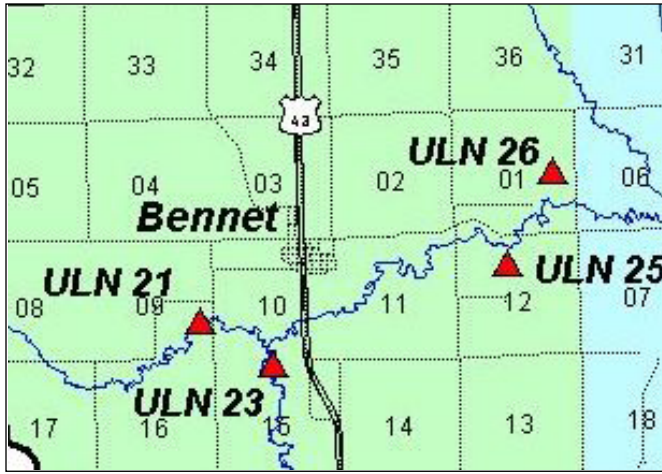 32 33 34 35 36 31
43
ULN 26
05 04 03 02 01 06
Bennet
ULN 21
ULN 25
08 09 10 11 12 07
ULN 23
17 16 15 14 13 18